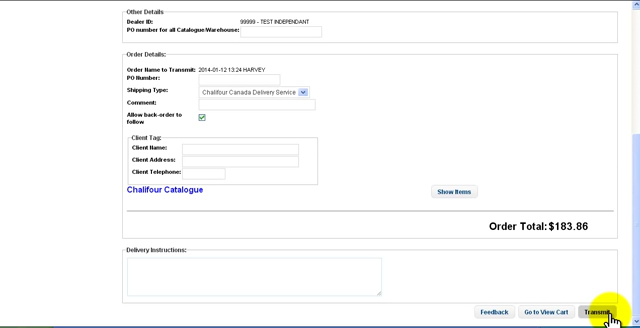 Other Details
Dealer ID: 99999 - TEST INDEPENDANT
PO number for all Catalogue/Warehouse:
Order Details:
Order Name to Transmit: 2014-01-12 13:24 HARVEY
PO Number:
Shipping Type: Chalifour Canada Delivery Service
Comment:
Allow back-order to
follow
Client Tag:
Client Name:
Client Address:
Client Telephone:
Chalifour Catalogue Show Items
Order Total: $183.86
Delivery Instructions:
Feedback Go to View Cart Transmit